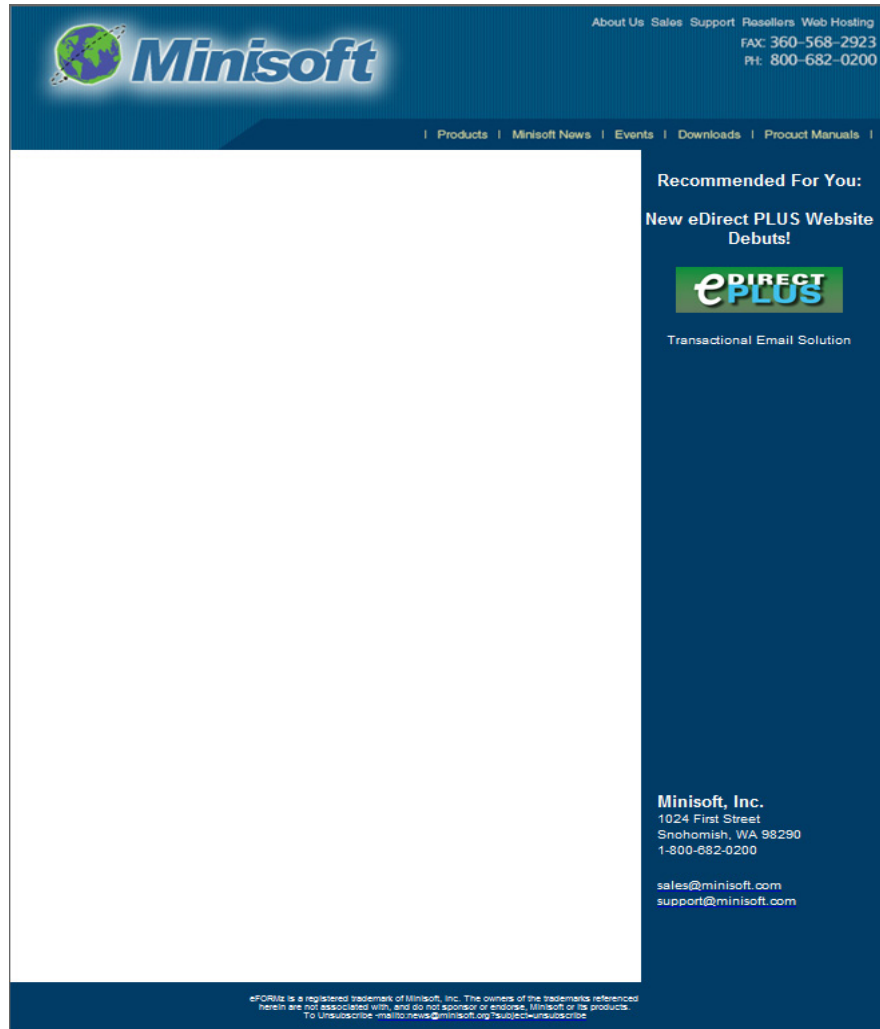 Minisoft
About Us Sales Support Resellers Web Hosting
FAX: 360-568-2923
PH: 800-682-0200
| Products | Minisoft News | Events | Downloads | Procuct Manuals |
Recommended For You:
New eDirect PLUS Website
Debuts!
eDIRECT
PLUS
Transactional Email Solution
Minisoft, Inc.
1024 First Street
Snohomish, WA 98290
1-800-682-0200
sales@minisoft.com
support@minisoft.com
eFORMz is a registered trademark of Minisoft, Inc. The owners of the trademarks referenced
herein are not associated with, and do not sponsor or endorse, Minisoft or its products.
To Unsubscribe -mailto:news@minisoft.org?subject=unsubscribe